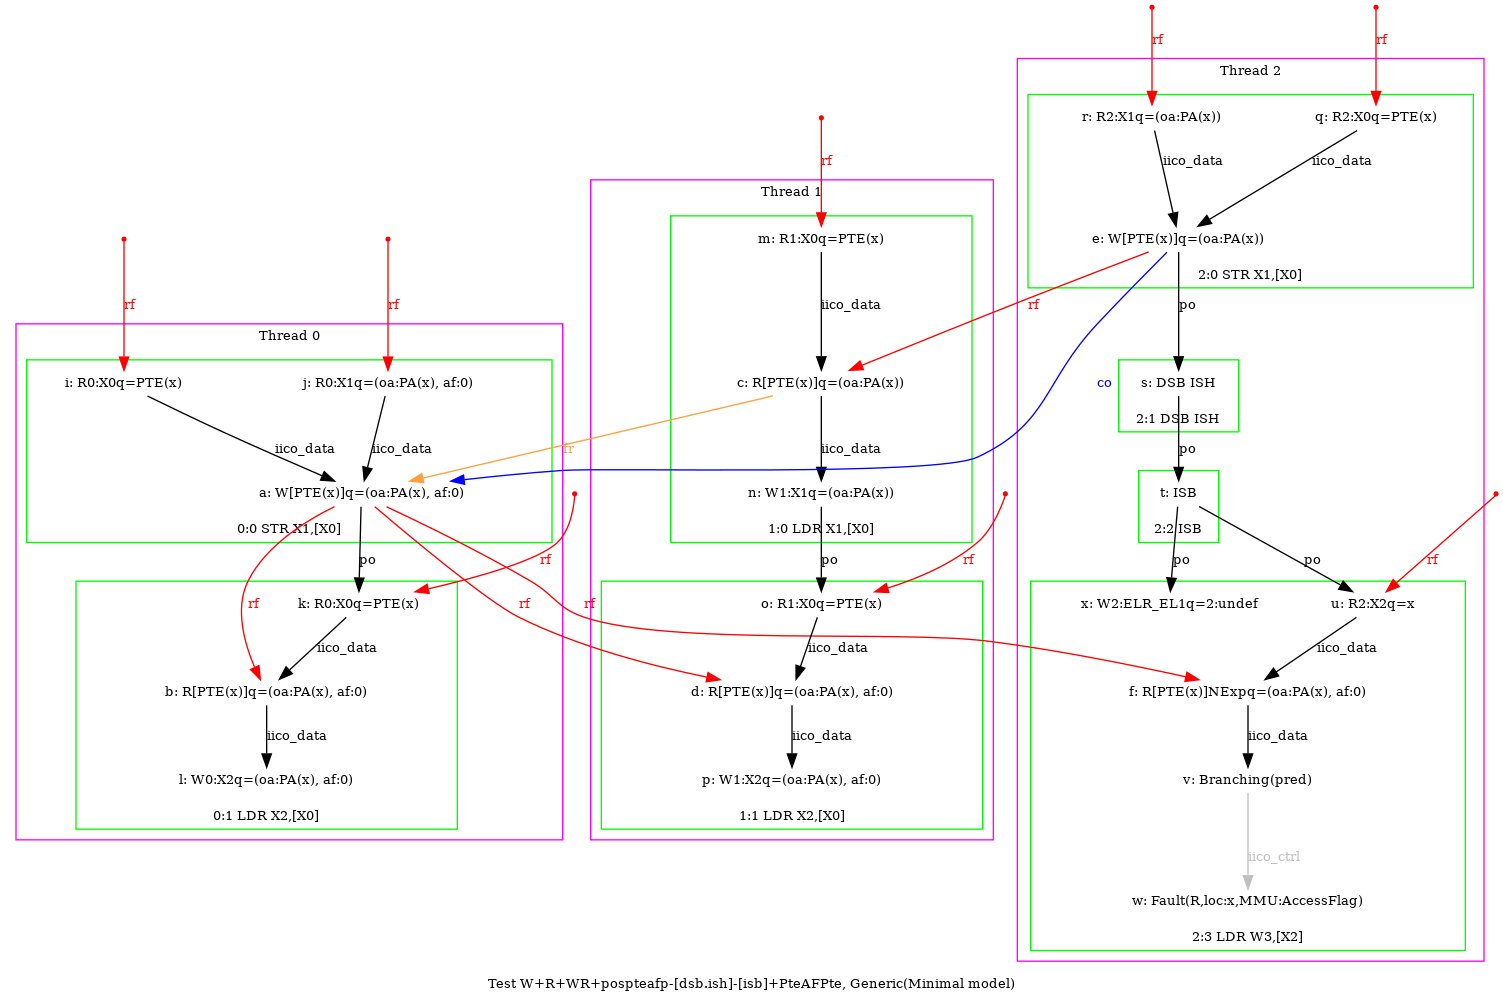 rf
rf
Thread 2
r: R2:X1q=(oa:PA(x))
q: R2:X0q=PTE(x)
rf
iico_data
iico_data
Thread 1
m: R1:X0q=PTE(x)
e: W[PTE(x)]q=(oa:PA(x))
2:0 STR X1,[X0]
rf
rf
iico_data
rf
po
Thread 0
i: R0:X0q=PTE(x)
j: R0:X1q=(oa:PA(x), af:0)
c: R[PTE(x)]q=(oa:PA(x))
co
s: DSB ISH
2:1 DSB ISH
iico_data
iico_data
fr
iico_data
po
a: W[PTE(x)]q=(oa:PA(x), af:0)
n: W1:X1q=(oa:PA(x))
t: ISB
0:0 STR X1,[X0]
1:0 LDR X1,[X0]
2:2 ISB
po
rf
po
rf
po
po
rf
k: R0:X0q=PTE(x)
o: R1:X0q=PTE(x)
x: W2:ELR_EL1q=2:undef
u: R2:X2q=x
rf
rf
rf
iico_data
iico_data
iico_data
b: R[PTE(x)]q=(oa:PA(x), af:0)
d: R[PTE(x)]q=(oa:PA(x), af:0)
f: R[PTE(x)]NExpq=(oa:PA(x), af:0)
iico_data
iico_data
iico_data
l: W0:X2q=(oa:PA(x), af:0)
p: W1:X2q=(oa:PA(x), af:0)
v: Branching(pred)
0:1 LDR X2,[X0]
1:1 LDR X2,[X0]
iico_ctrl
w: Fault(R,loc:x,MMU:AccessFlag)
2:3 LDR W3,[X2]
Test W+R+WR+pospteafp-[dsb.ish]-[isb]+PteAFPte, Generic(Minimal model)